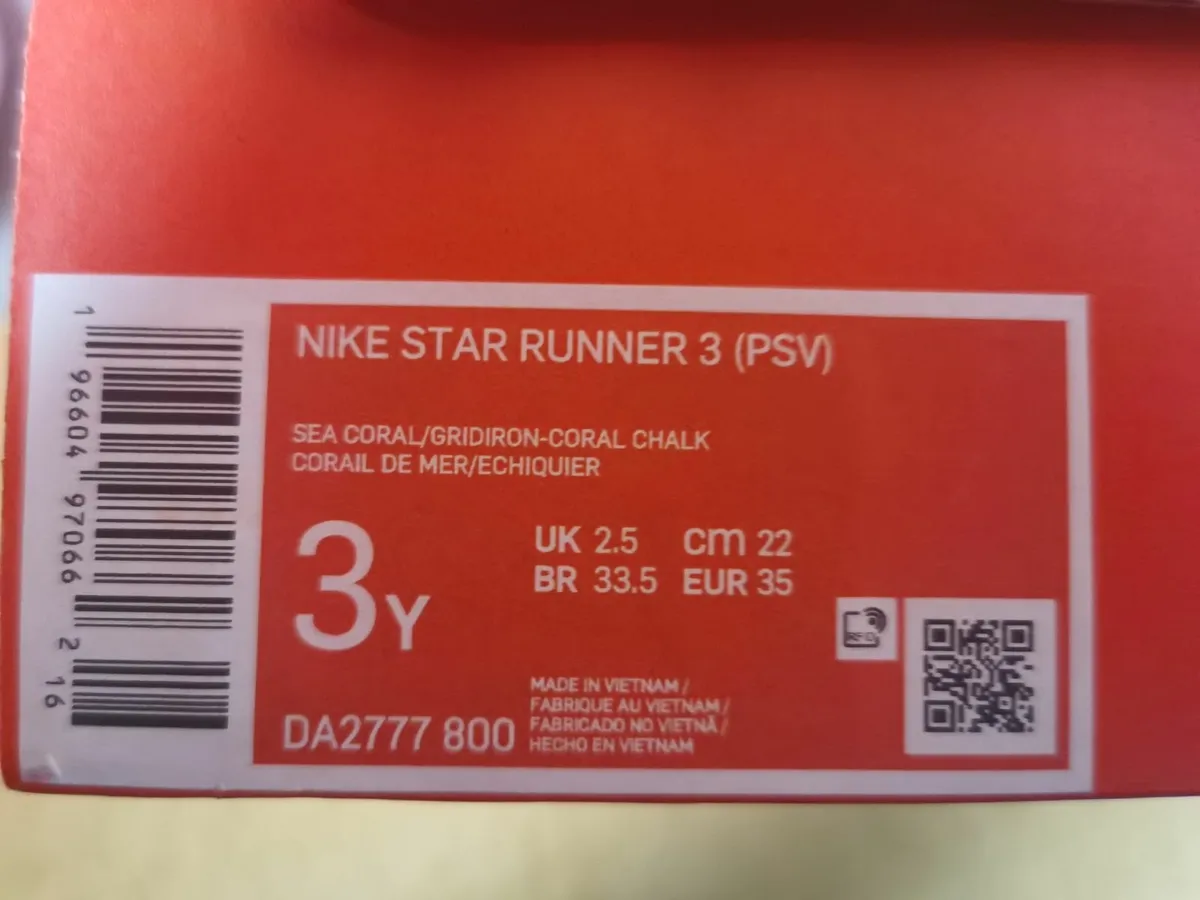 1 96604 97066 2 16
NIKE STAR RUNNER 3 (PSV)
SEA CORAL/GRIDIRON-CORAL CHALK
CORAIL DE MER/ECHIQUIER
3Y
UK 2.5 cm 22
BR 33.5 EUR 35
DA2777 800
MADE IN VIETNAM /
FABRIQUE AU VIETNAM /
FABRICADO NO VIETNÃ /
HECHO EN VIETNAM
RFID